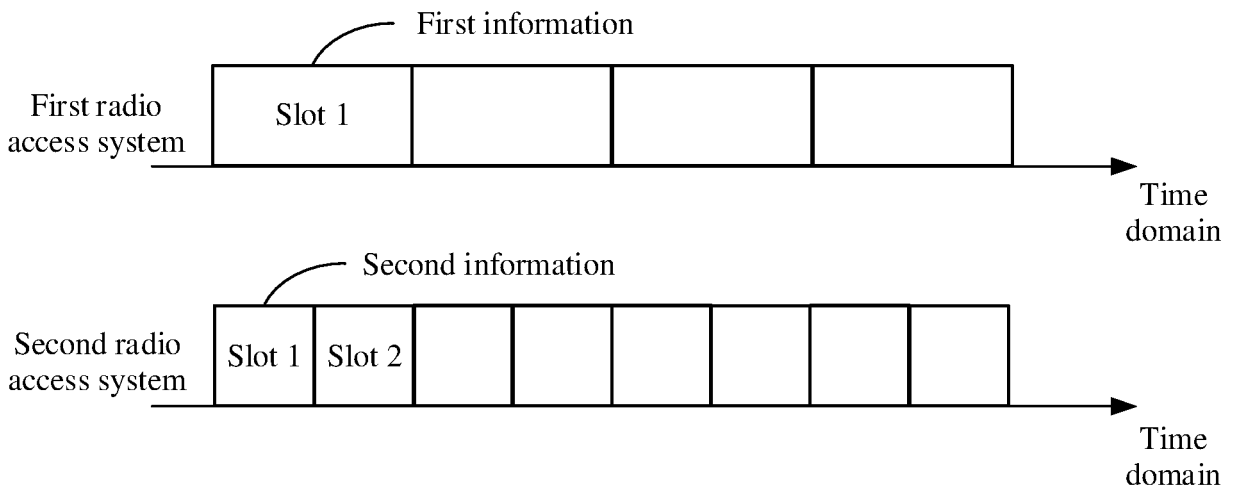 First information
First radio
access system
Slot 1
Time
domain
Second information
Second radio
access system
Slot 1
Slot 2
Time
domain